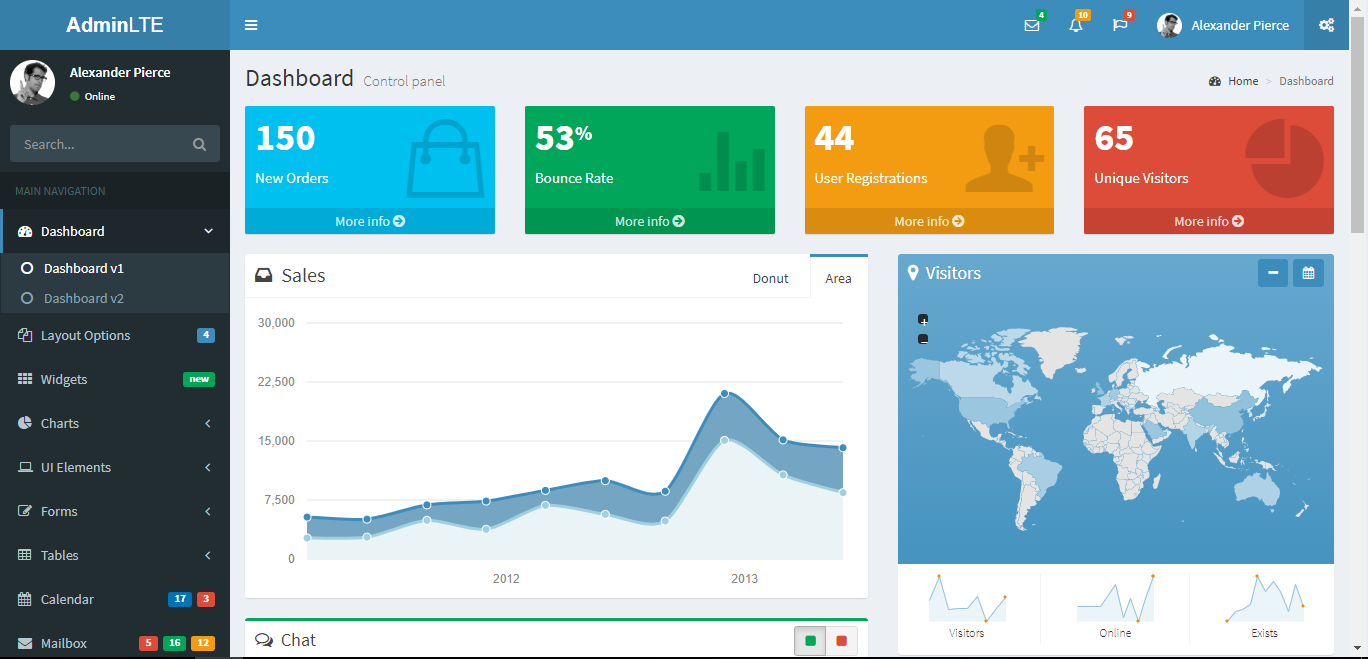 AdminLTE
4
10
9
Alexander Pierce
Alexander Pierce
Online
Search...
MAIN NAVIGATION
Dashboard
Dashboard v1
Dashboard v2
Layout Options 4
Widgets new
Charts
UI Elements
Forms
Tables
Calendar 17 3
Mailbox 5 16 12
Dashboard Control panel
Home > Dashboard
150
New Orders
More info
53%
Bounce Rate
More info
44
User Registrations
More info
65
Unique Visitors
More info
Sales
Donut Area
30,000
22,500
15,000
7,500
0
2012 2013
Visitors
+
−
Visitors Online Exists
Chat